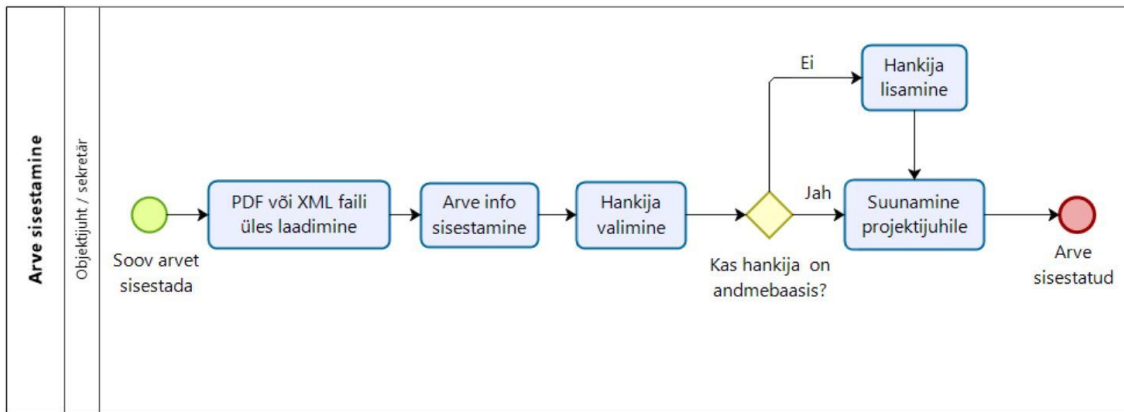 Arve sisestamine
Objektijuht / sekretär
Soov arvet
sisestada
PDF või XML faili
üles laadimine
Arve info
sisestamine
Hankija
valimine
Kas hankija on
andmebaasis?
Ei
Hankija
lisamine
Jah
Suunamine
projektijuhile
Arve
sisestatud